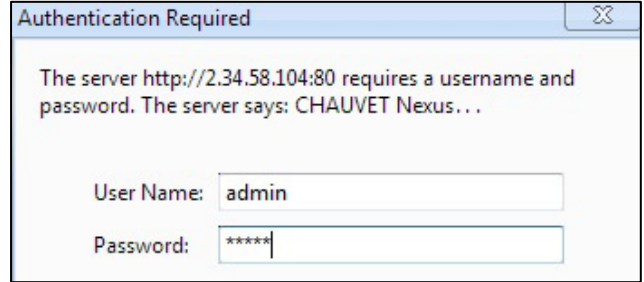 Authentication Required
The server http://2.34.58.104:80 requires a username and
password. The server says: CHAUVET Nexus...
User Name: admin
Password: *****